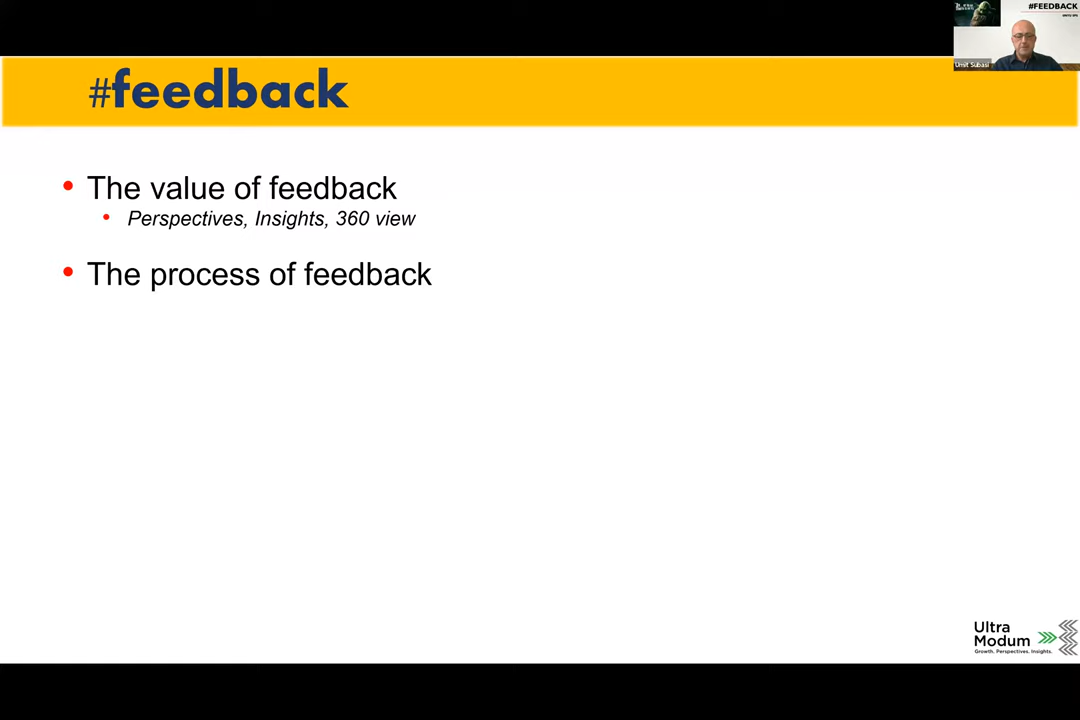 #FEEDBACK
Umit Subasi
#feedback
The value of feedback
Perspectives, Insights, 360 view
The process of feedback
Ultra
Modum
Growth. Perspectives. Insights.